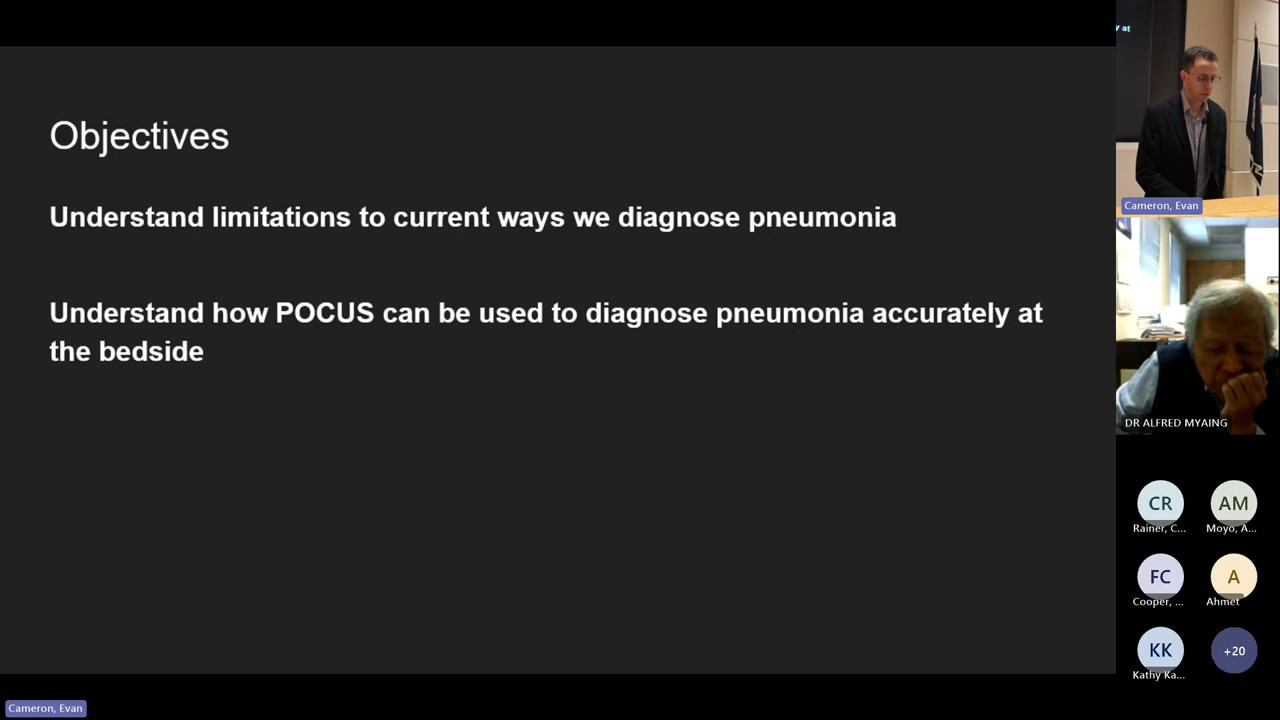 Objectives
Understand limitations to current ways we diagnose pneumonia
Understand how POCUS can be used to diagnose pneumonia accurately at
the bedside
y at
Cameron, Evan
DR ALFRED MYAING
CR
AM
Rainer, C...
Moyo, A...
FC
A
Cooper, ...
Ahmet
KK
+20
Kathy Ka...
Cameron, Evan